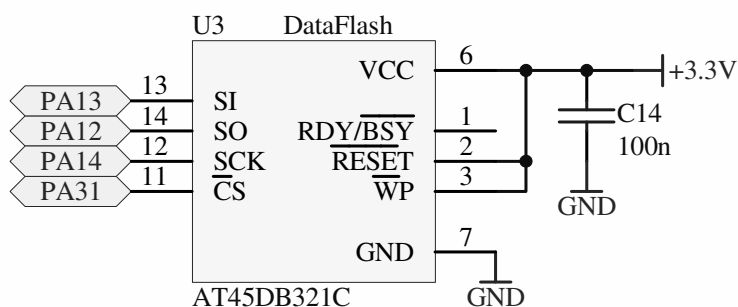 U3 DataFlash
VCC 6
+3.3V
PA13 13 SI
PA12 14 SO RDY/BSY 1
PA14 12 SCK RESET 2
PA31 11 CS WP 3
C14
100n
GND
GND 7
GND
AT45DB321C